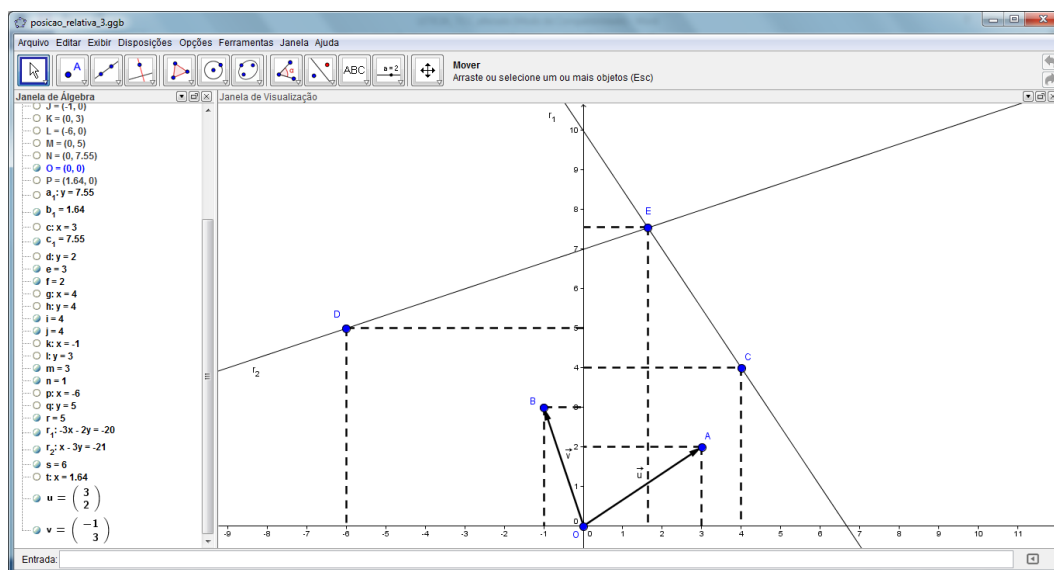 posicao_relativa_3.ggb
Arquivo Editar Exibir Disposições Opções Ferramentas Janela Ajuda
A
ABC
a=2
Mover
Arraste ou selecione um ou mais objetos (Esc)
Janela de Álgebra
Janela de Visualização
J = (-1, 0)
K = (0, 3)
L = (-6, 0)
M = (0, 5)
N = (0, 7.55)
O = (0, 0)
P = (1.64, 0)
a₁: y = 7.55
b₁ = 1.64
c: x = 3
c₁ = 7.55
d: y = 2
e = 3
f = 2
g: x = 4
h: y = 4
i = 4
j = 4
k: x = -1
l: y = 3
m = 3
n = 1
p: x = -6
q: y = 5
r = 5
r₁: -3x - 2y = -20
r₂: x - 3y = -21
s = 6
t: x = 1.64
u = (3
2)
v = (-1
3)
r₁
10
9
8
E
7
6
D
5
C
4
r₂
B
3
A
2
v
u
1
0
O
-9 -8 -7 -6 -5 -4 -3 -2 -1 0 1 2 3 4 5 6 7 8 9 10 11
Entrada: